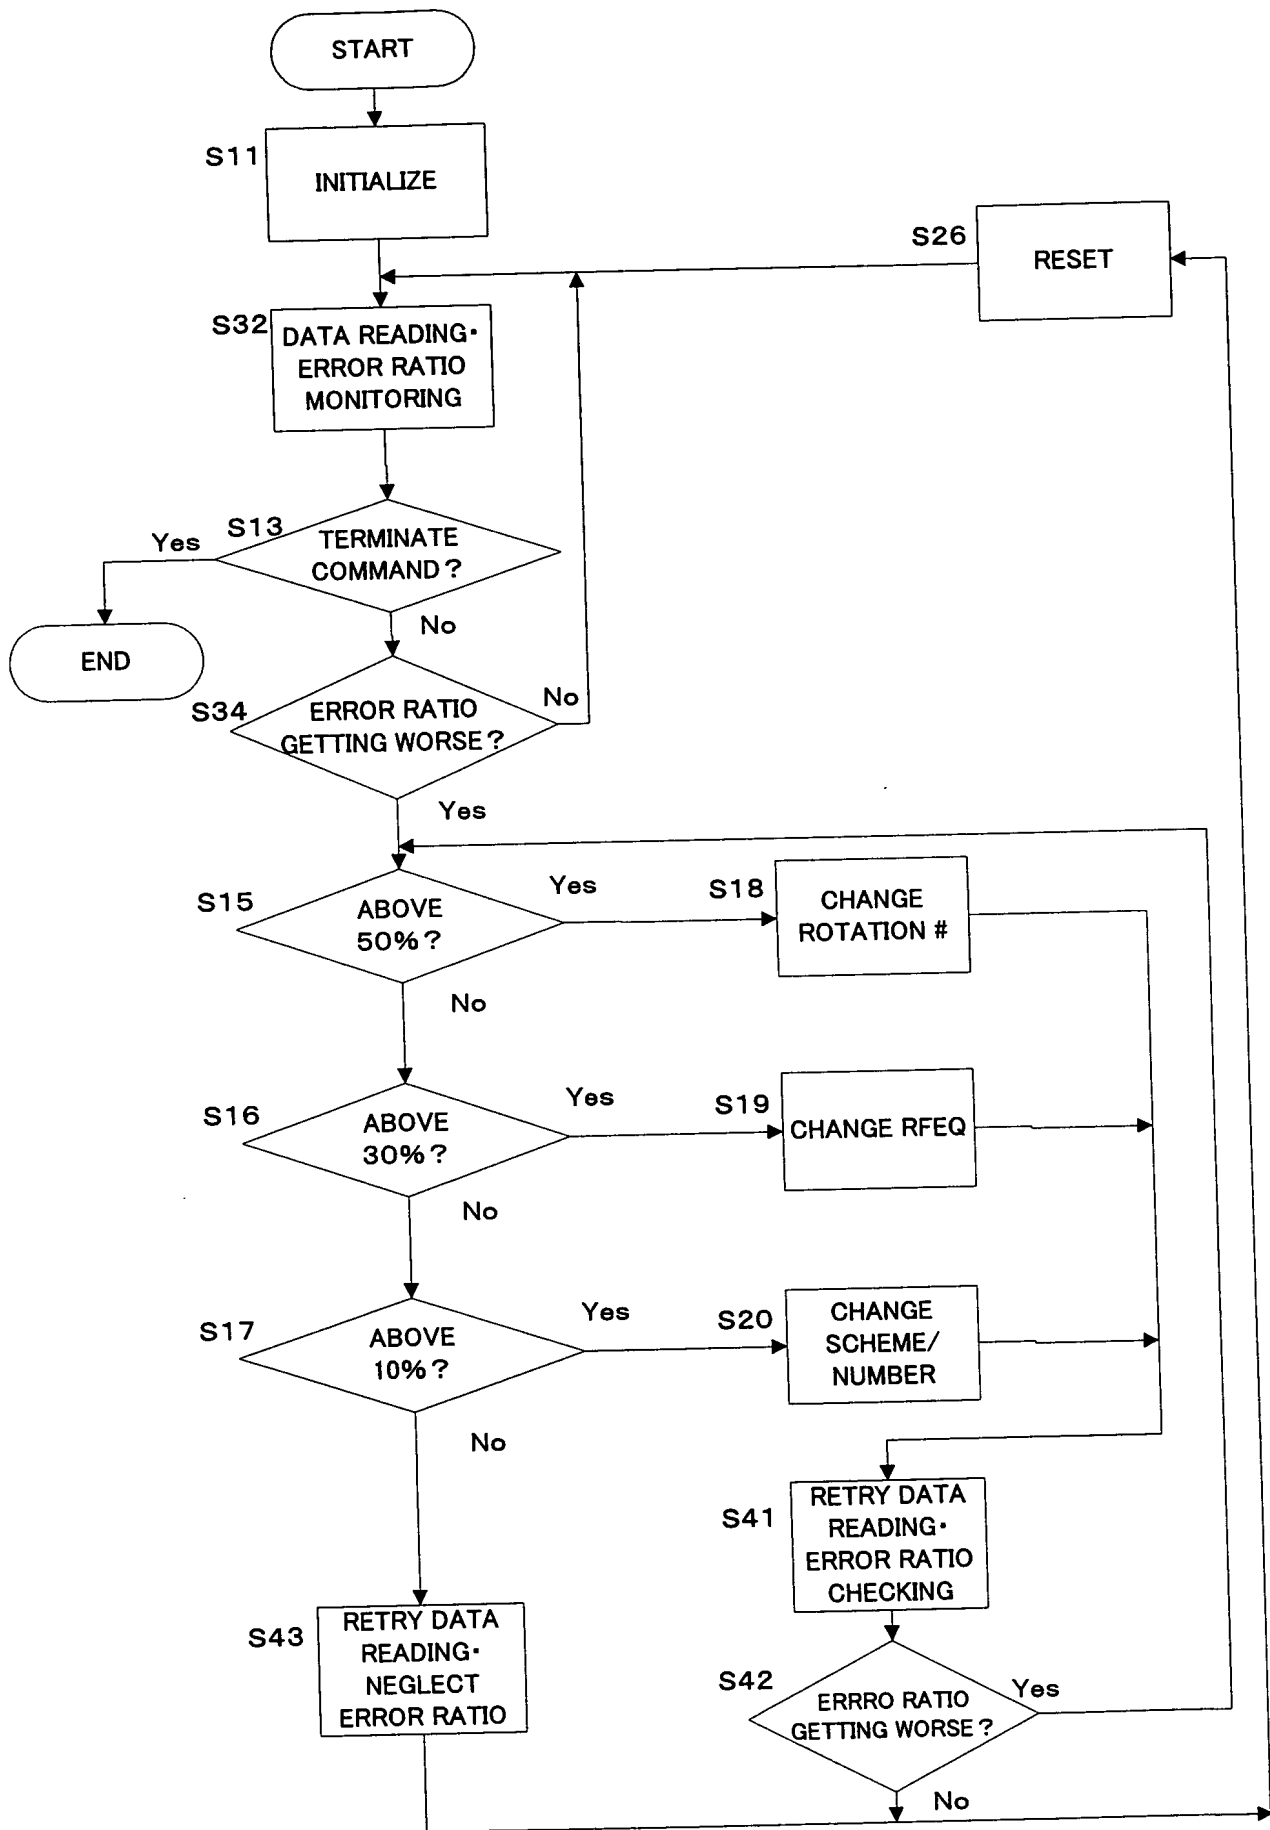 START
S11
INITIALIZE
S26
RESET
S32
DATA READING・
ERROR RATIO
MONITORING
S13
Yes
TERMINATE
COMMAND?
No
END
S34
ERROR RATIO
GETTING WORSE?
No
Yes
S15
ABOVE
50%?
Yes
S18
CHANGE
ROTATION #
No
S16
ABOVE
30%?
Yes
S19
CHANGE RFEQ
No
S17
ABOVE
10%?
Yes
S20
CHANGE
SCHEME/
NUMBER
No
S41
RETRY DATA
READING・
ERROR RATIO
CHECKING
S43
RETRY DATA
READING・
NEGLECT
ERROR RATIO
S42
ERRRO RATIO
GETTING WORSE?
Yes
No